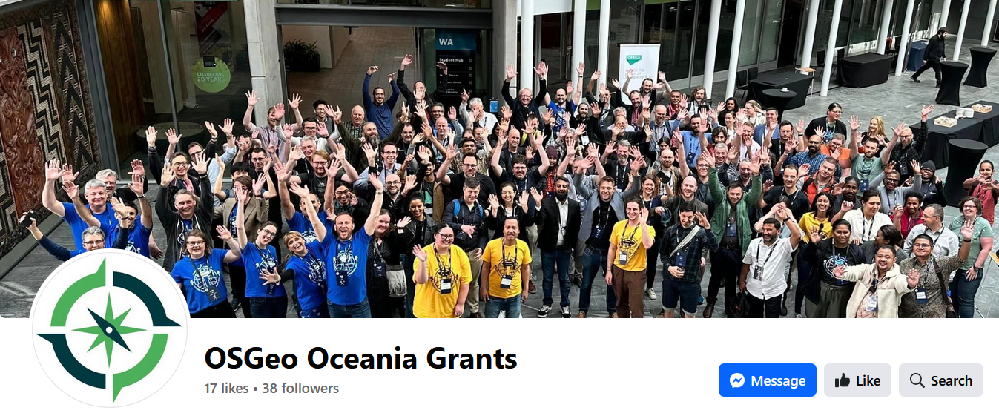 CELEBRATING
20 YEARS
WA
Student Hub
OSGeo Oceania Grants
17 likes • 38 followers
Message
Like
Search